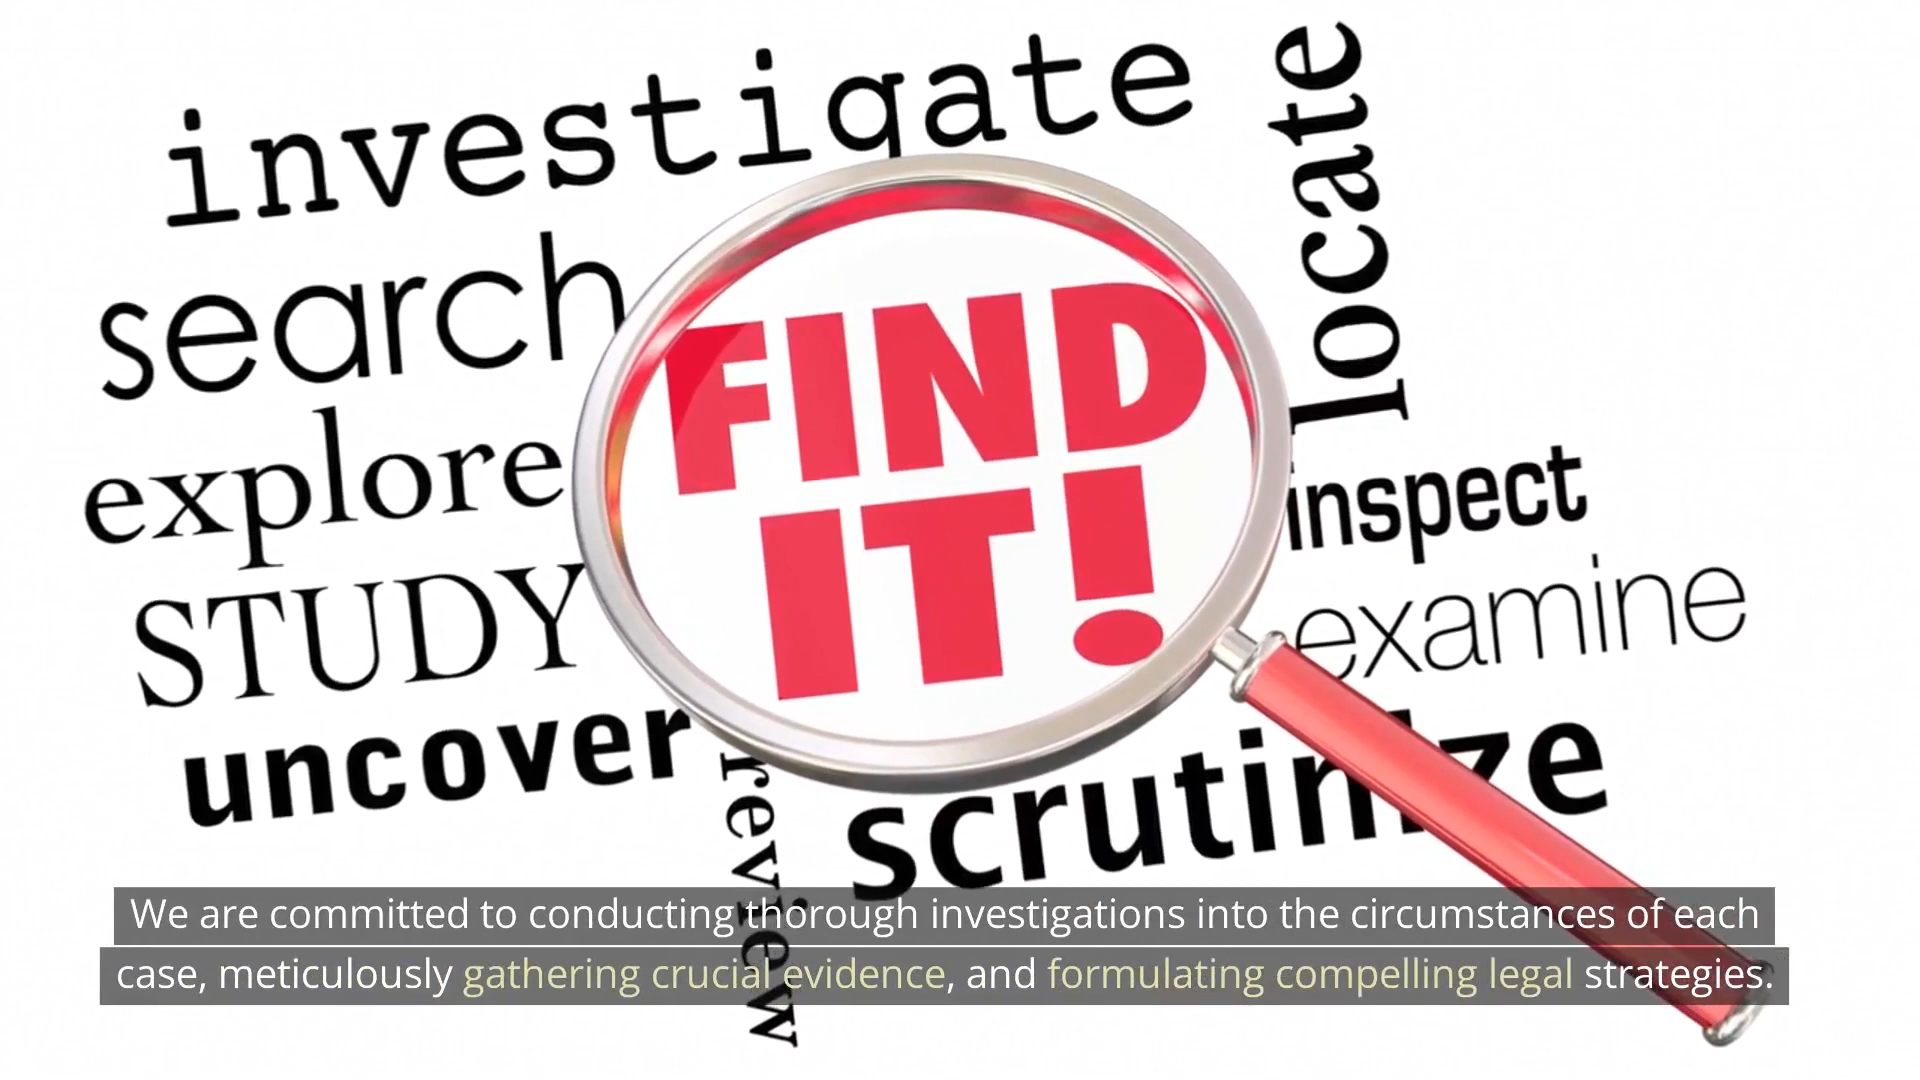 investigate
locate
search
FIND
IT!
explore
inspect
STUDY
examine
uncover
review
scrutinize
We are committed to conducting thorough investigations into the circumstances of each
case, meticulously gathering crucial evidence, and formulating compelling legal strategies.